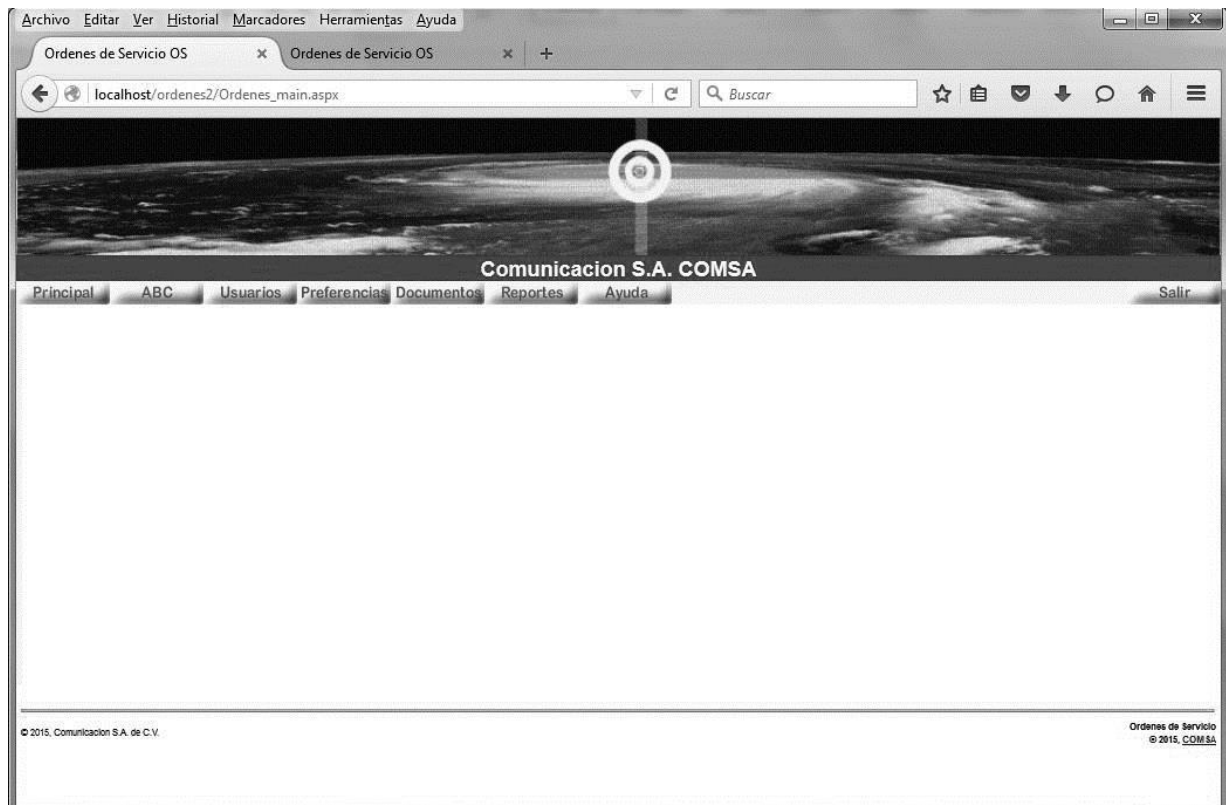 Archivo Editar Ver Historial Marcadores Herramientas Ayuda
Ordenes de Servicio OS Ordenes de Servicio OS
localhost/ordenes2/Ordenes_main.aspx Buscar
Comunicacion S.A. COMSA
Principal ABC Usuarios Preferencias Documentos Reportes Ayuda Salir
© 2015, Comunicacion S.A. de C.V. Ordenes de Servicio
© 2015, COMSA